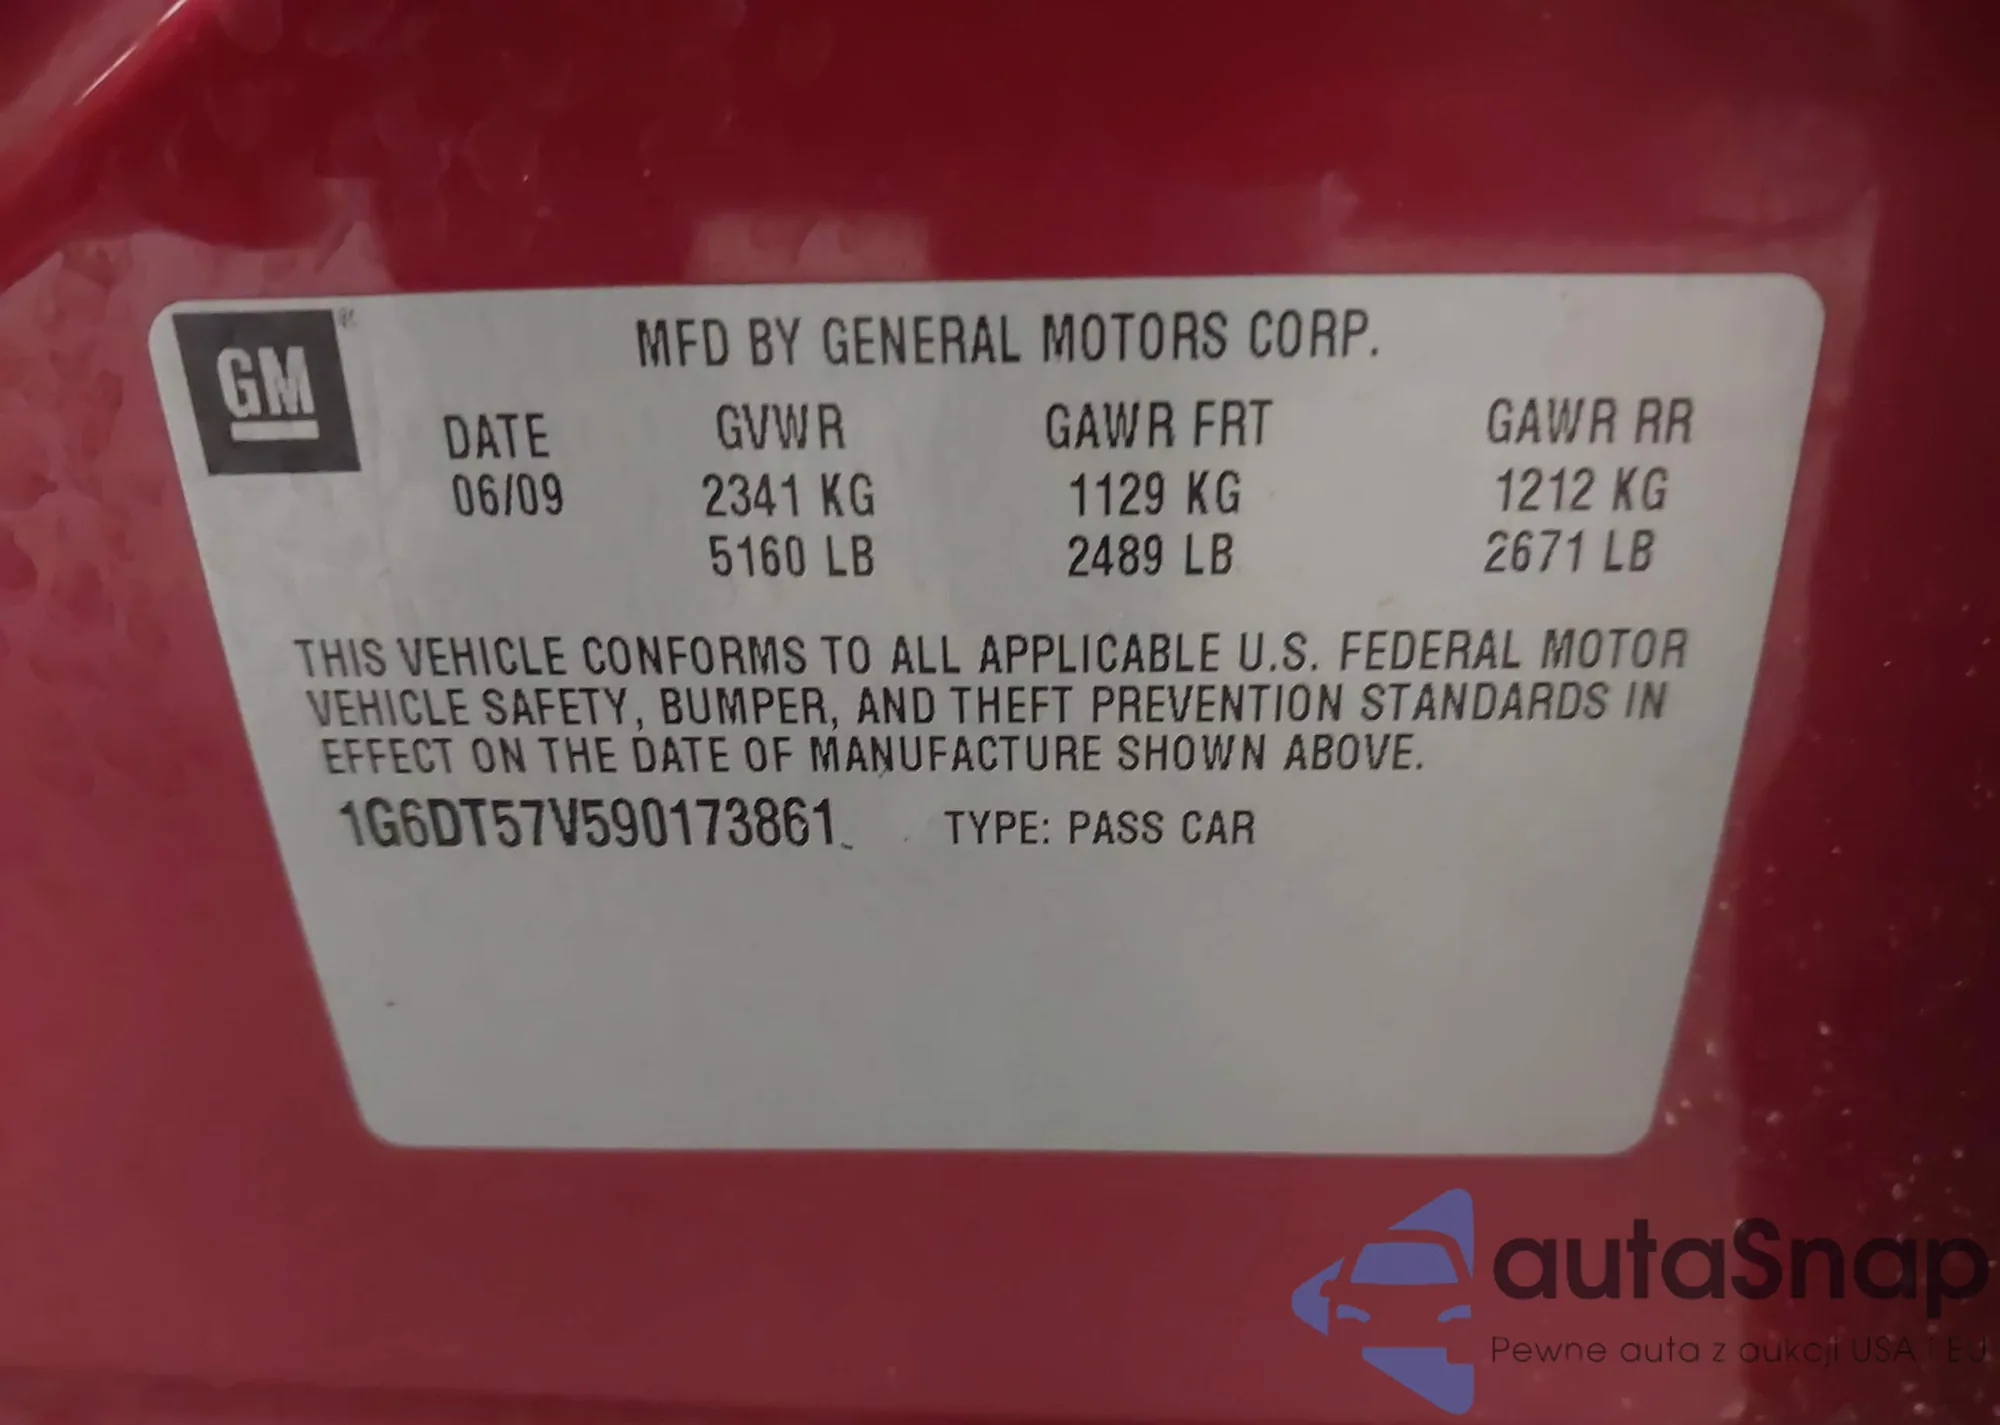 GM
MFD BY GENERAL MOTORS CORP.
DATE GVWR GAWR FRT GAWR RR
06/09 2341 KG 1129 KG 1212 KG
5160 LB 2489 LB 2671 LB
THIS VEHICLE CONFORMS TO ALL APPLICABLE U.S. FEDERAL MOTOR
VEHICLE SAFETY, BUMPER, AND THEFT PREVENTION STANDARDS IN
EFFECT ON THE DATE OF MANUFACTURE SHOWN ABOVE.
1G6DT57V590173861 TYPE: PASS CAR
autaSnap
Pewne auta z aukcji USA i EU